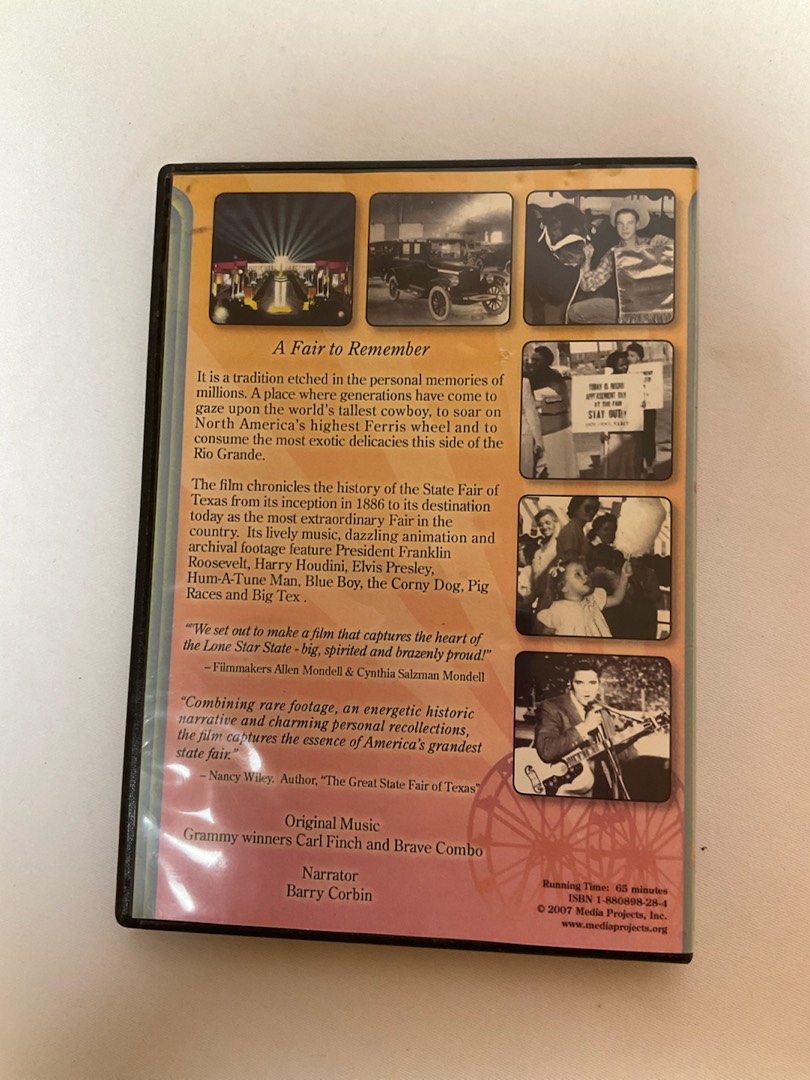 A Fair to Remember
It is a tradition etched in the personal memories of
millions. A place where generations have come to
gaze upon the world's tallest cowboy, to soar on
North America's highest Ferris wheel and to
consume the most exotic delicacies this side of the
Rio Grande.
The film chronicles the history of the State Fair of
Texas from its inception in 1886 to its destination
today as the most extraordinary Fair in the
country. Its lively music, dazzling animation and
archival footage feature President Franklin
Roosevelt, Harry Houdini, Elvis Presley,
Hum-A-Tune Man, Blue Boy, the Corny Dog, Pig
Races and Big Tex .
""We set out to make a film that captures the heart of
the Lone Star State - big, spirited and brazenly proud!"
– Filmmakers Allen Mondell & Cynthia Salzman Mondell
"Combining rare footage, an energetic historic
narrative and charming personal recollections,
the film captures the essence of America's grandest
state fair."
– Nancy Wiley. Author, "The Great State Fair of Texas"
Original Music
Grammy winners Carl Finch and Brave Combo
Narrator
Barry Corbin
TODAY IS NEGRO
APPEASEMENT DAY
AT THE FAIR
STAY OUT!
Running Time: 65 minutes
ISBN 1-880898-28-4
© 2007 Media Projects, Inc.
www.mediaprojects.org